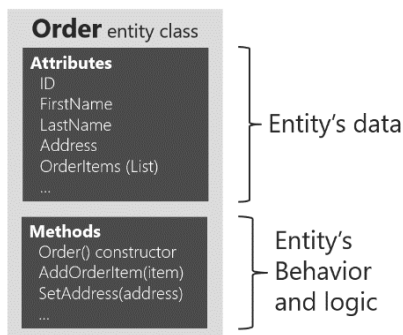 Order entity class
Attributes
ID
FirstName
LastName
Address
OrderItems (List)
...
Entity's data
Methods
Order() constructor
AddOrderItem(item)
SetAddress(address)
...
Entity's
Behavior
and logic